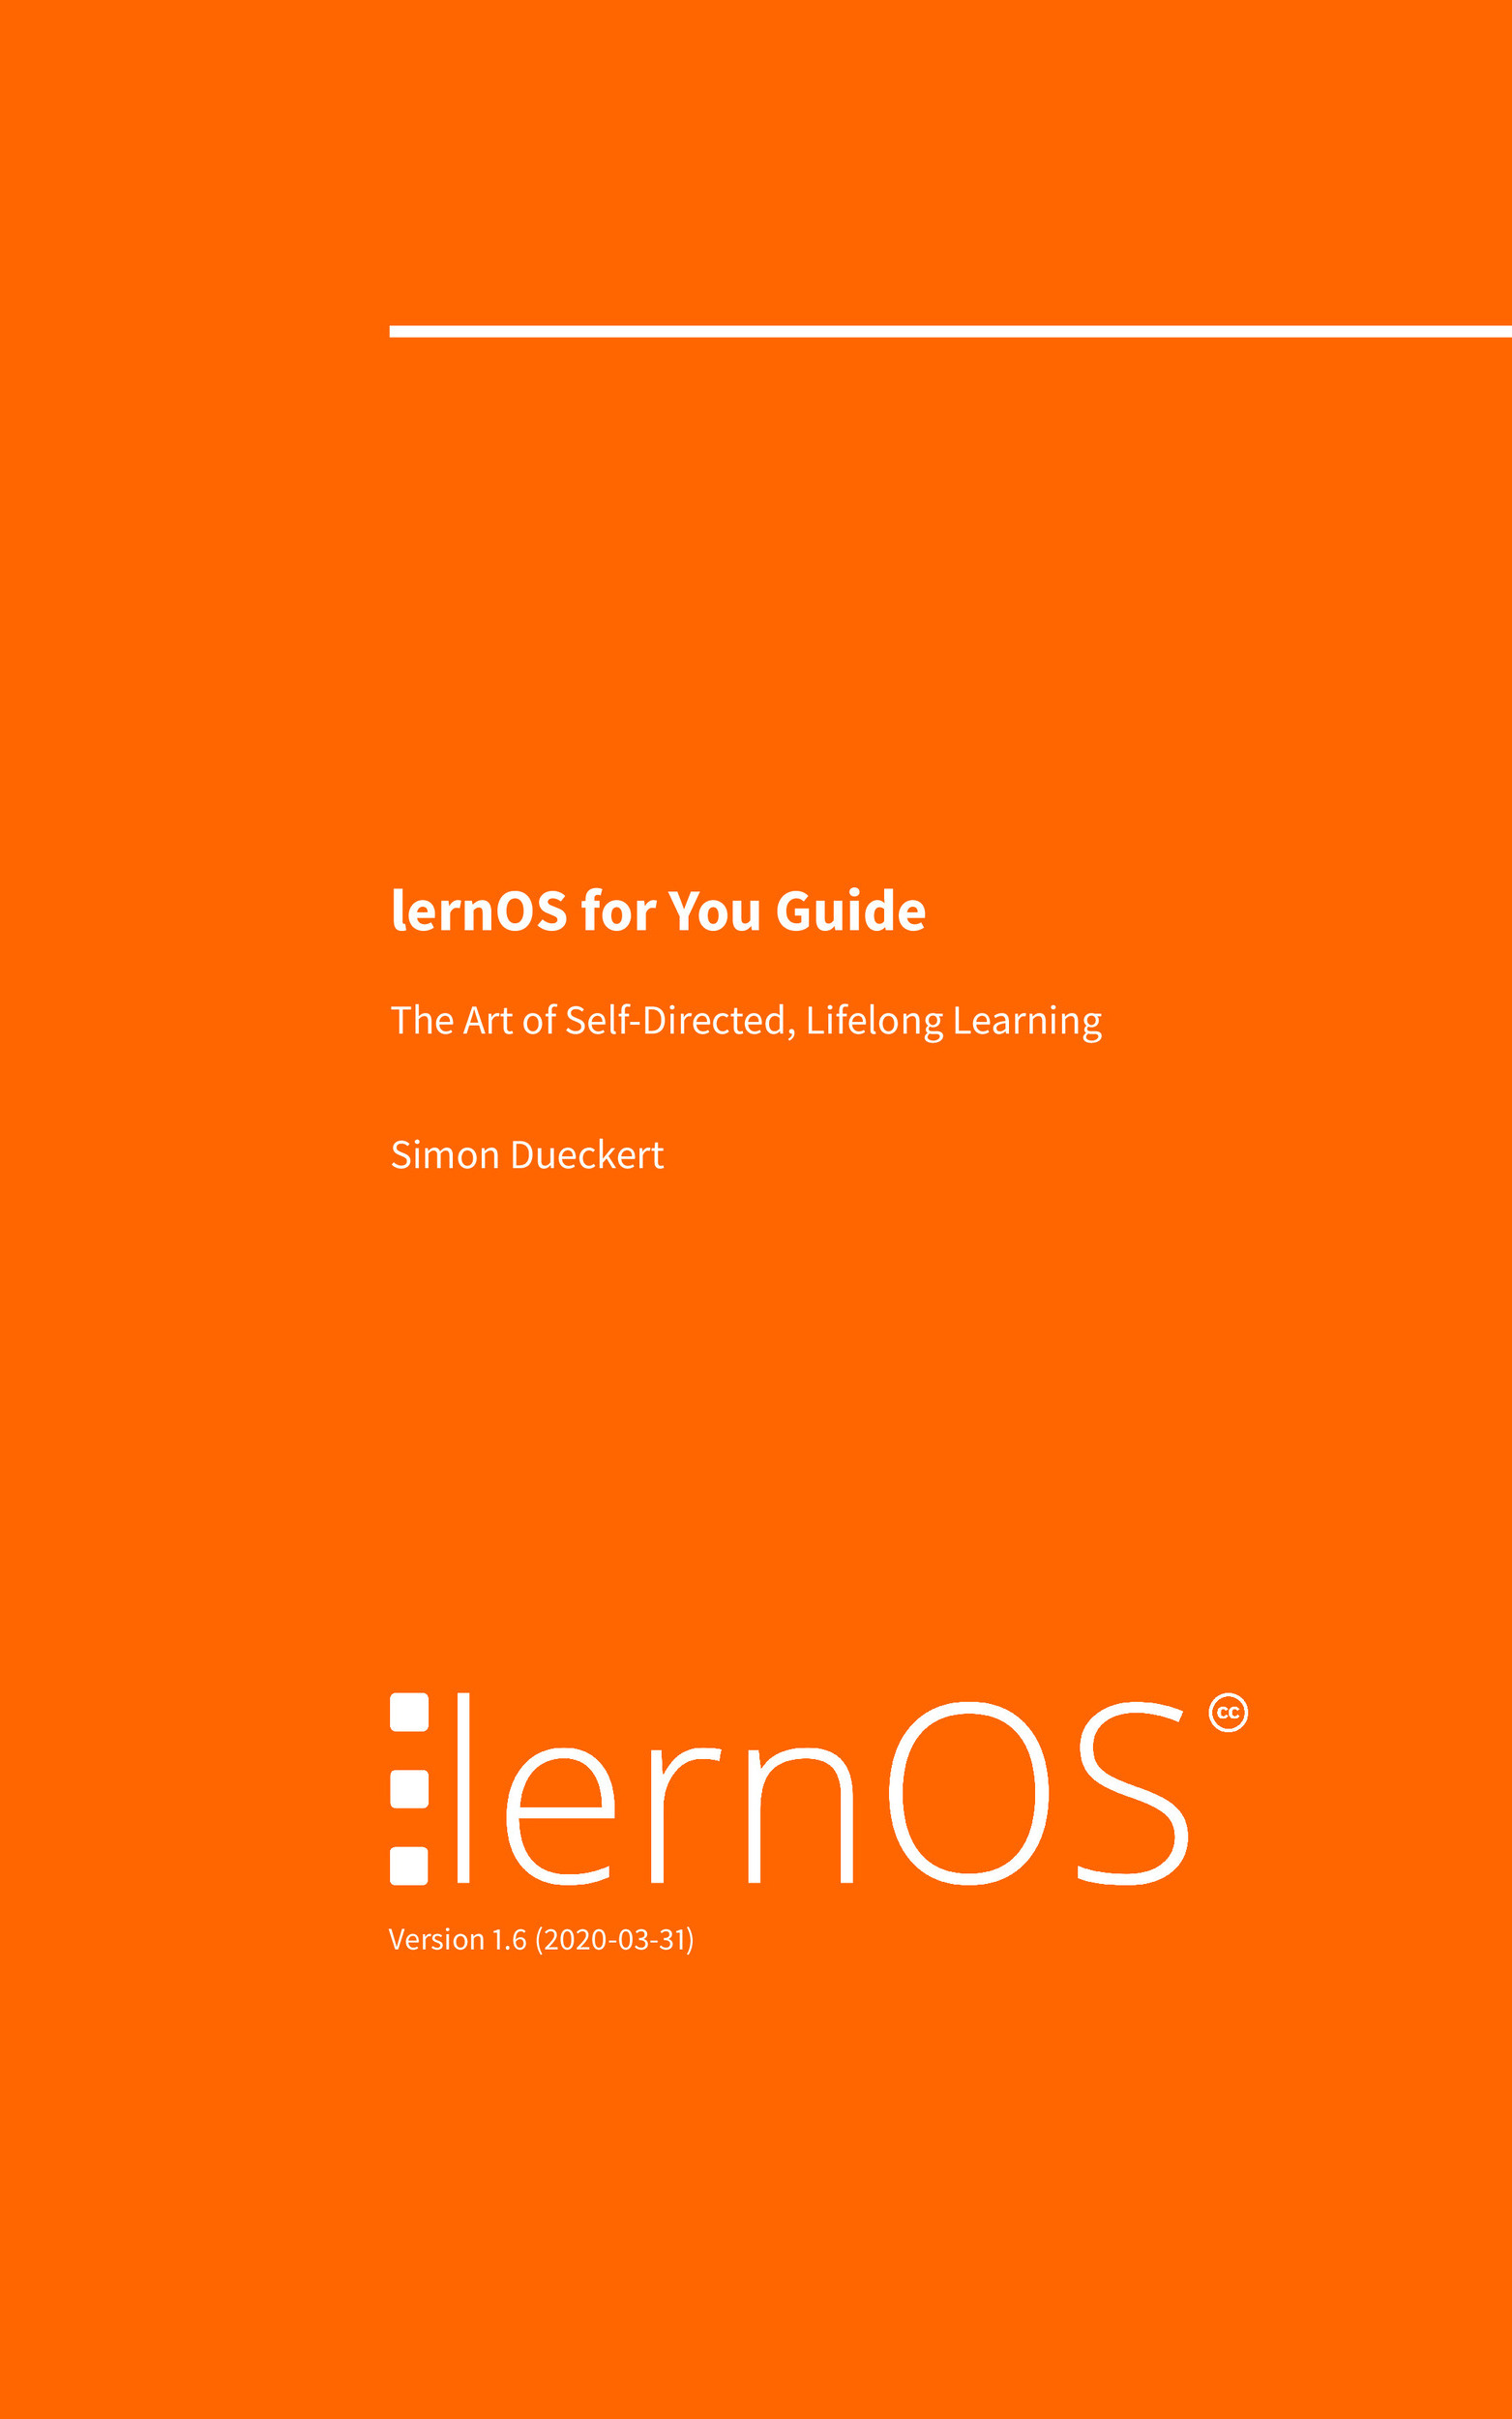 lernOS for You Guide
The Art of Self-Directed, Lifelong Learning
Simon Dueckert
lernOS cc
Version 1.6 (2020-03-31)